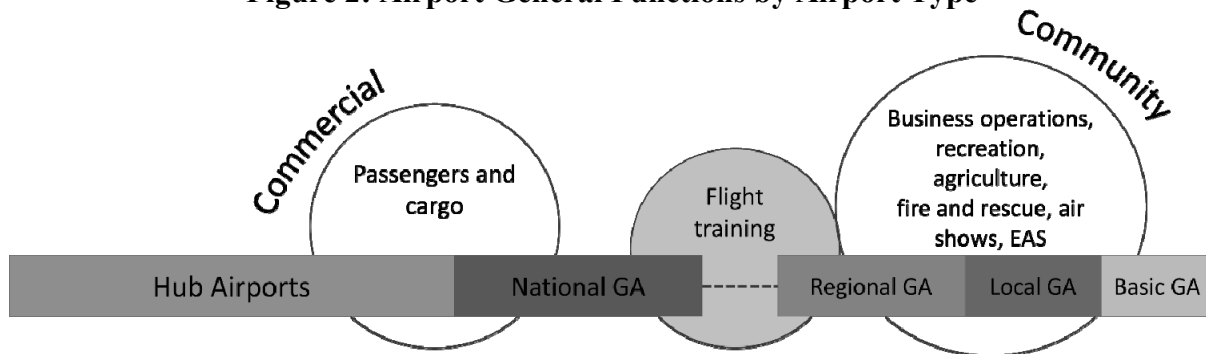 Figure 2: Airport General Functions by Airport Type
Commercial
Community
Passengers and
cargo
Flight
training
Business operations,
recreation,
agriculture,
fire and rescue, air
shows, EAS
Hub Airports
National GA
Regional GA
Local GA
Basic GA